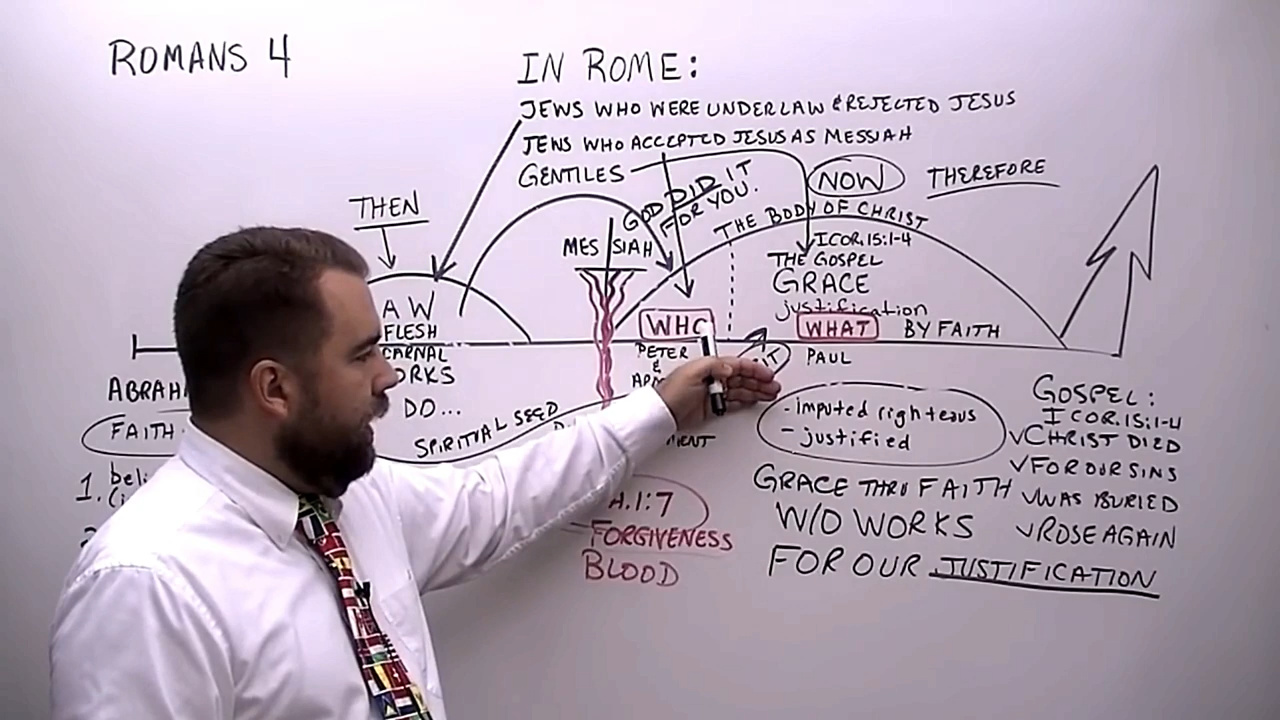 ROMANS 4
IN ROME:
JEWS WHO WERE UNDER LAW & REJECTED JESUS
JEWS WHO ACCEPTED JESUS AS MESSIAH
GENTILES
GOD DID IT
FOR YOU.
NOW
THEREFORE
THEN
THE BODY OF CHRIST
MESSIAH
I COR. 15:1-4
THE GOSPEL
GRACE
justification
AW
FLESH
CARNAL
ORKS
DO...
WHO
WHAT
BY FAITH
PETER
&
PAUL
ABRAH
FAITH
1. beli
SPIRITUAL SEED
- imputed righteous
- justified
GRACE THRU FAITH
W/O WORKS
FOR OUR JUSTIFICATION
GOSPEL:
I COR. 15:1-4
√CHRIST DIED
√FOR OUR SINS
√WAS BURIED
√ROSE AGAIN
1:7
FORGIVENESS
BLOOD